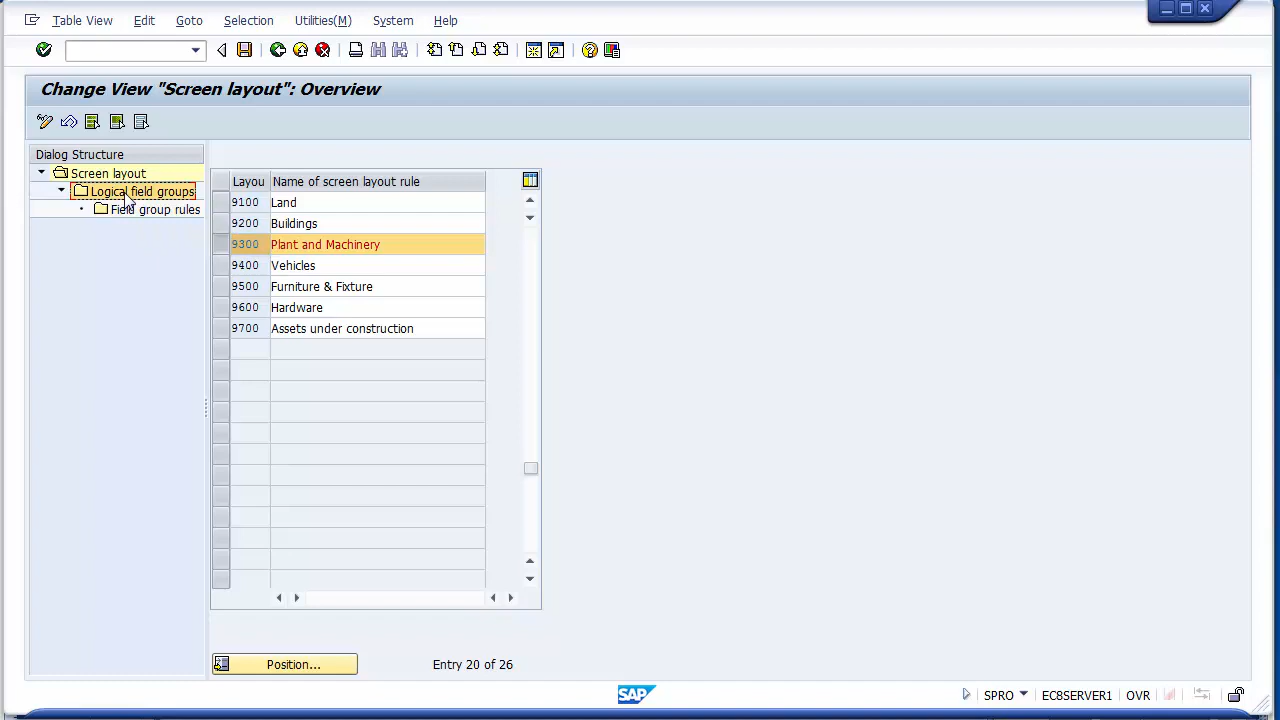 Table View Edit Goto Selection Utilities(M) System Help
Change View "Screen layout": Overview
Dialog Structure
Screen layout
Logical field groups
Field group rules
Layou Name of screen layout rule
9100 Land
9200 Buildings
9300 Plant and Machinery
9400 Vehicles
9500 Furniture & Fixture
9600 Hardware
9700 Assets under construction
Position... Entry 20 of 26
SAP SPRO EC8SERVER1 OVR